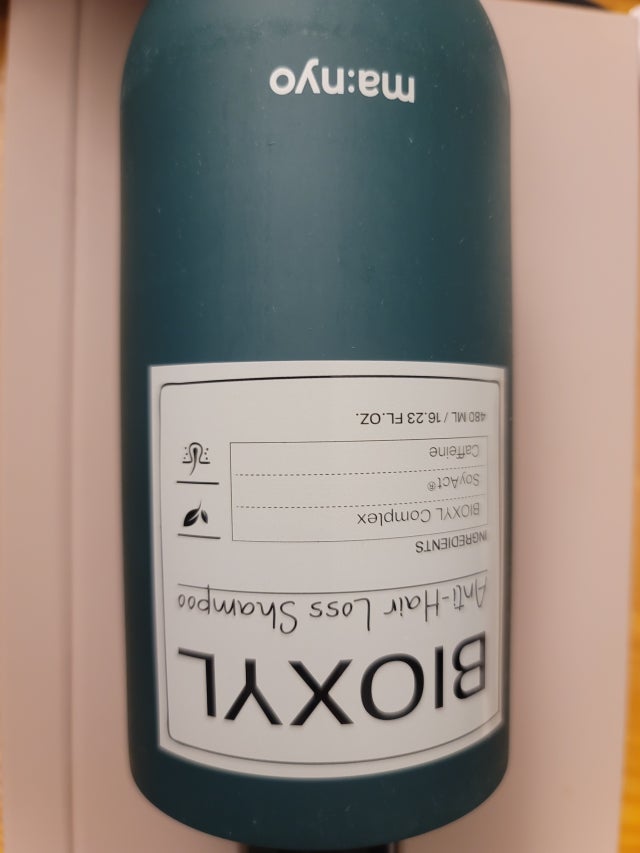 BIOXYL
Anti-Hair Loss Shampoo
INGREDIENTS
BIOXYL Complex
SoyAct®
Caffeine
480 ML / 16.23 FL.OZ.
ma:nyo